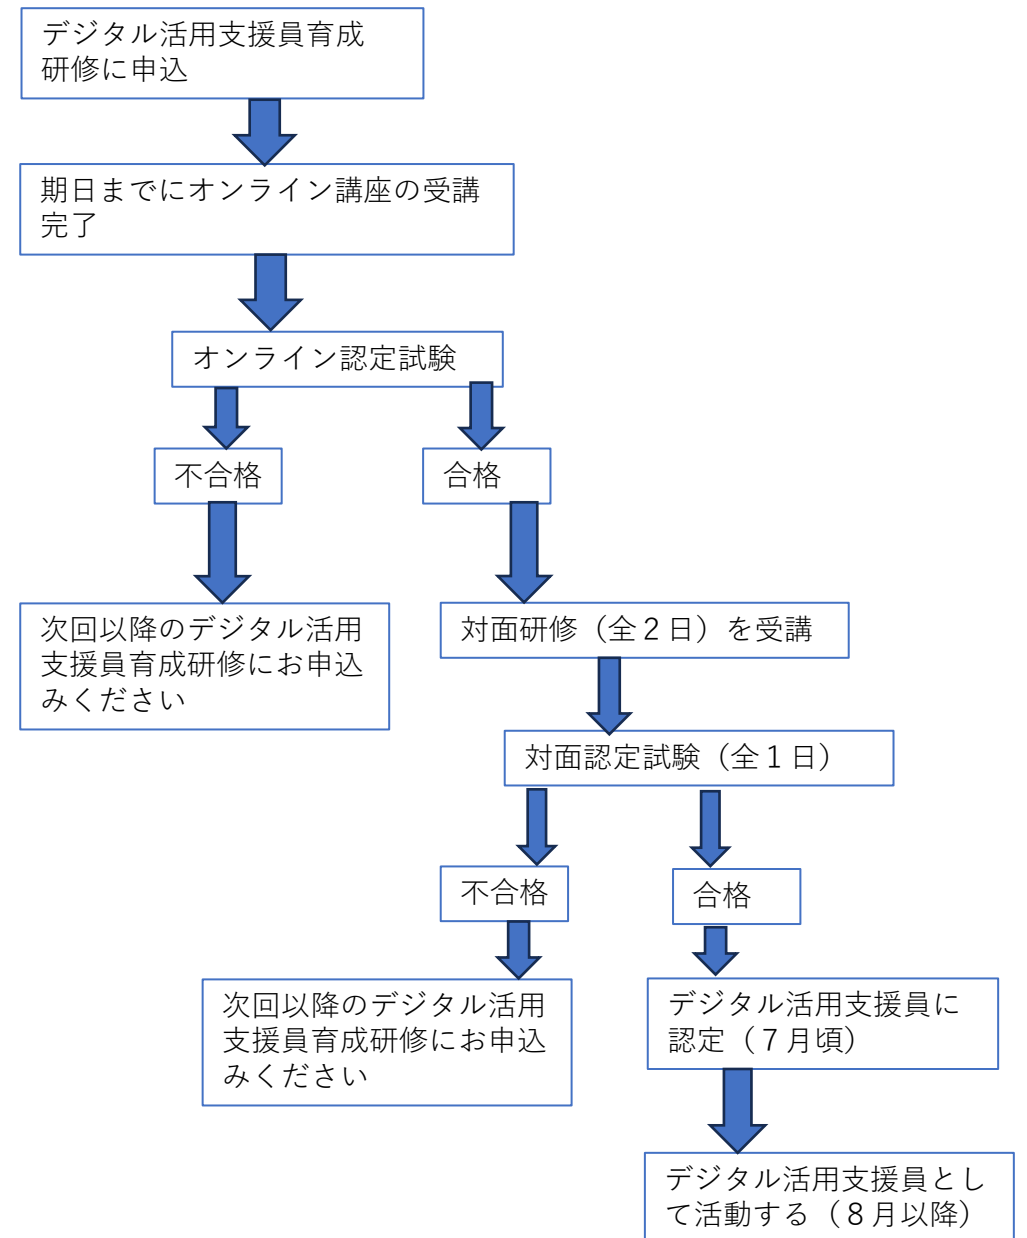 デジタル活用支援員育成
研修に申込
期日までにオンライン講座の受講
完了
オンライン認定試験
不合格
合格
次回以降のデジタル活用
支援員育成研修にお申込
みください
対面研修（全２日）を受講
対面認定試験（全１日）
不合格
合格
次回以降のデジタル活用
支援員育成研修にお申込
みください
デジタル活用支援員に
認定（７月頃）
デジタル活用支援員とし
て活動する（８月以降）